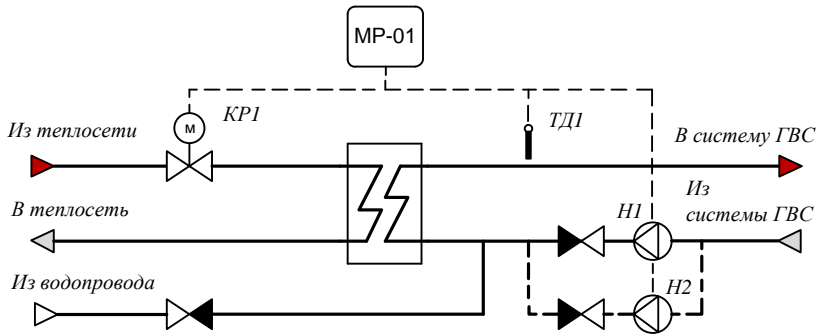 МР-01
КР1
ТД1
Из теплосети
М
В систему ГВС
В теплосеть
Н1
Из
системы ГВС
Из водопровода
Н2